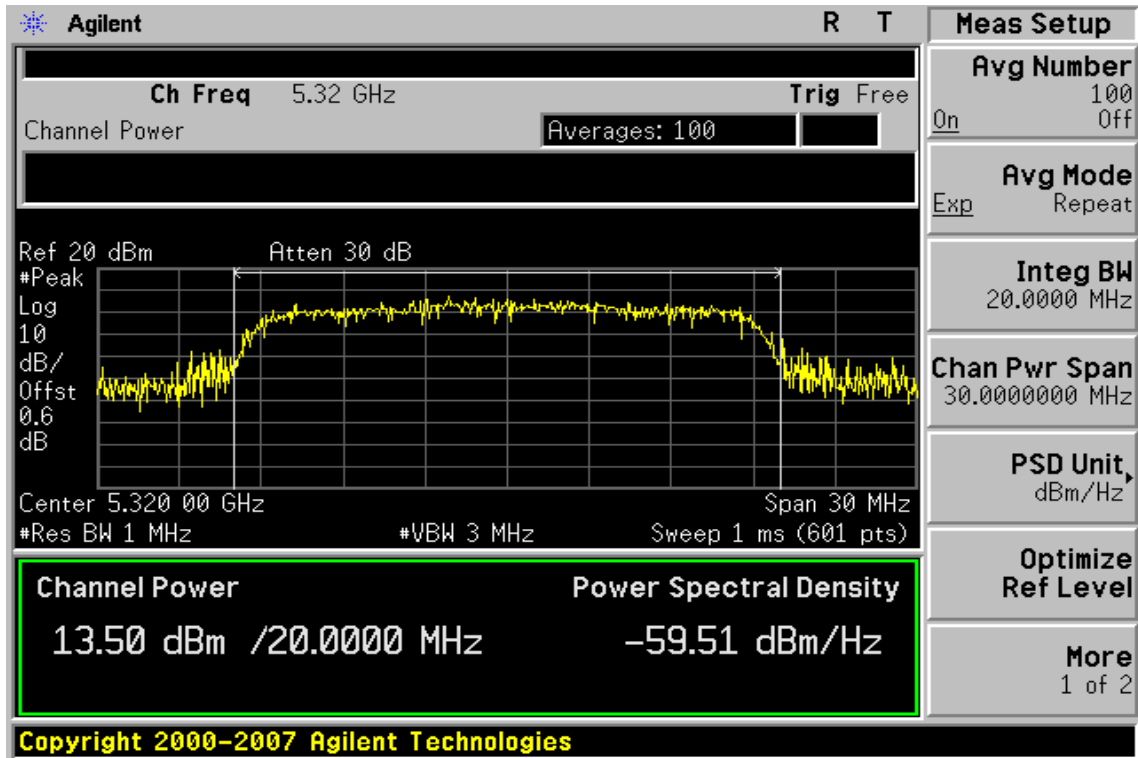 Agilent R T
Meas Setup
Ch Freq 5.32 GHz Trig Free
Channel Power Averages: 100
Ref 20 dBm Atten 30 dB
#Peak
Log
10
dB/
Offst
0.6
dB
Center 5.320 00 GHz Span 30 MHz
#Res BW 1 MHz #VBW 3 MHz Sweep 1 ms (601 pts)
Channel Power Power Spectral Density
13.50 dBm /20.0000 MHz -59.51 dBm/Hz
Copyright 2000-2007 Agilent Technologies
Avg Number
100
On Off
Avg Mode
Exp Repeat
Integ BW
20.0000 MHz
Chan Pwr Span
30.0000000 MHz
PSD Unit
dBm/Hz
Optimize
Ref Level
More
1 of 2